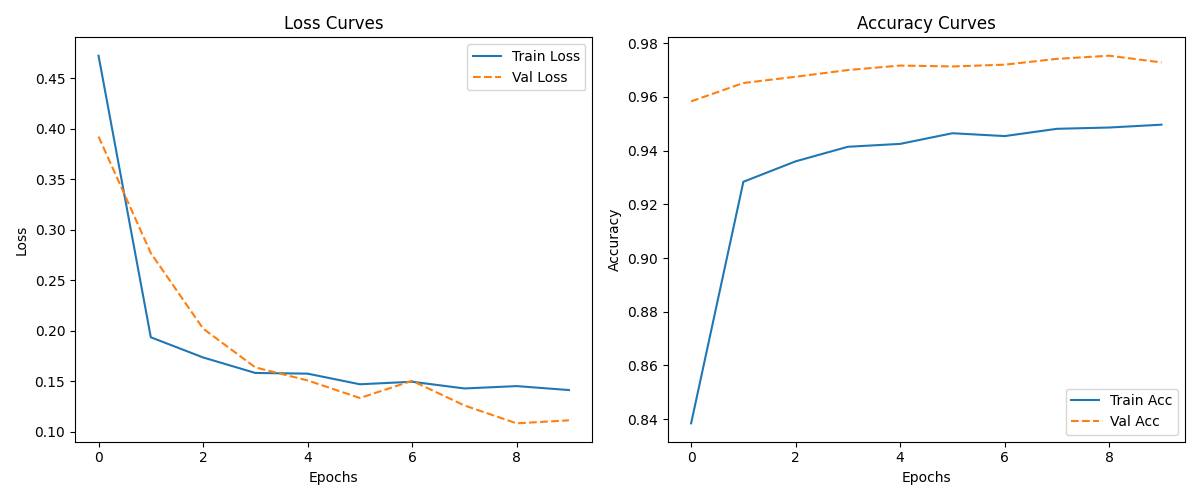 Loss Curves
Train Loss
Val Loss
0.45
0.40
0.35
0.30
0.25
0.20
0.15
0.10
Loss
0 2 4 6 8
Epochs
Accuracy Curves
0.98
0.96
0.94
0.92
0.90
0.88
0.86
0.84
Accuracy
Train Acc
Val Acc
0 2 4 6 8
Epochs